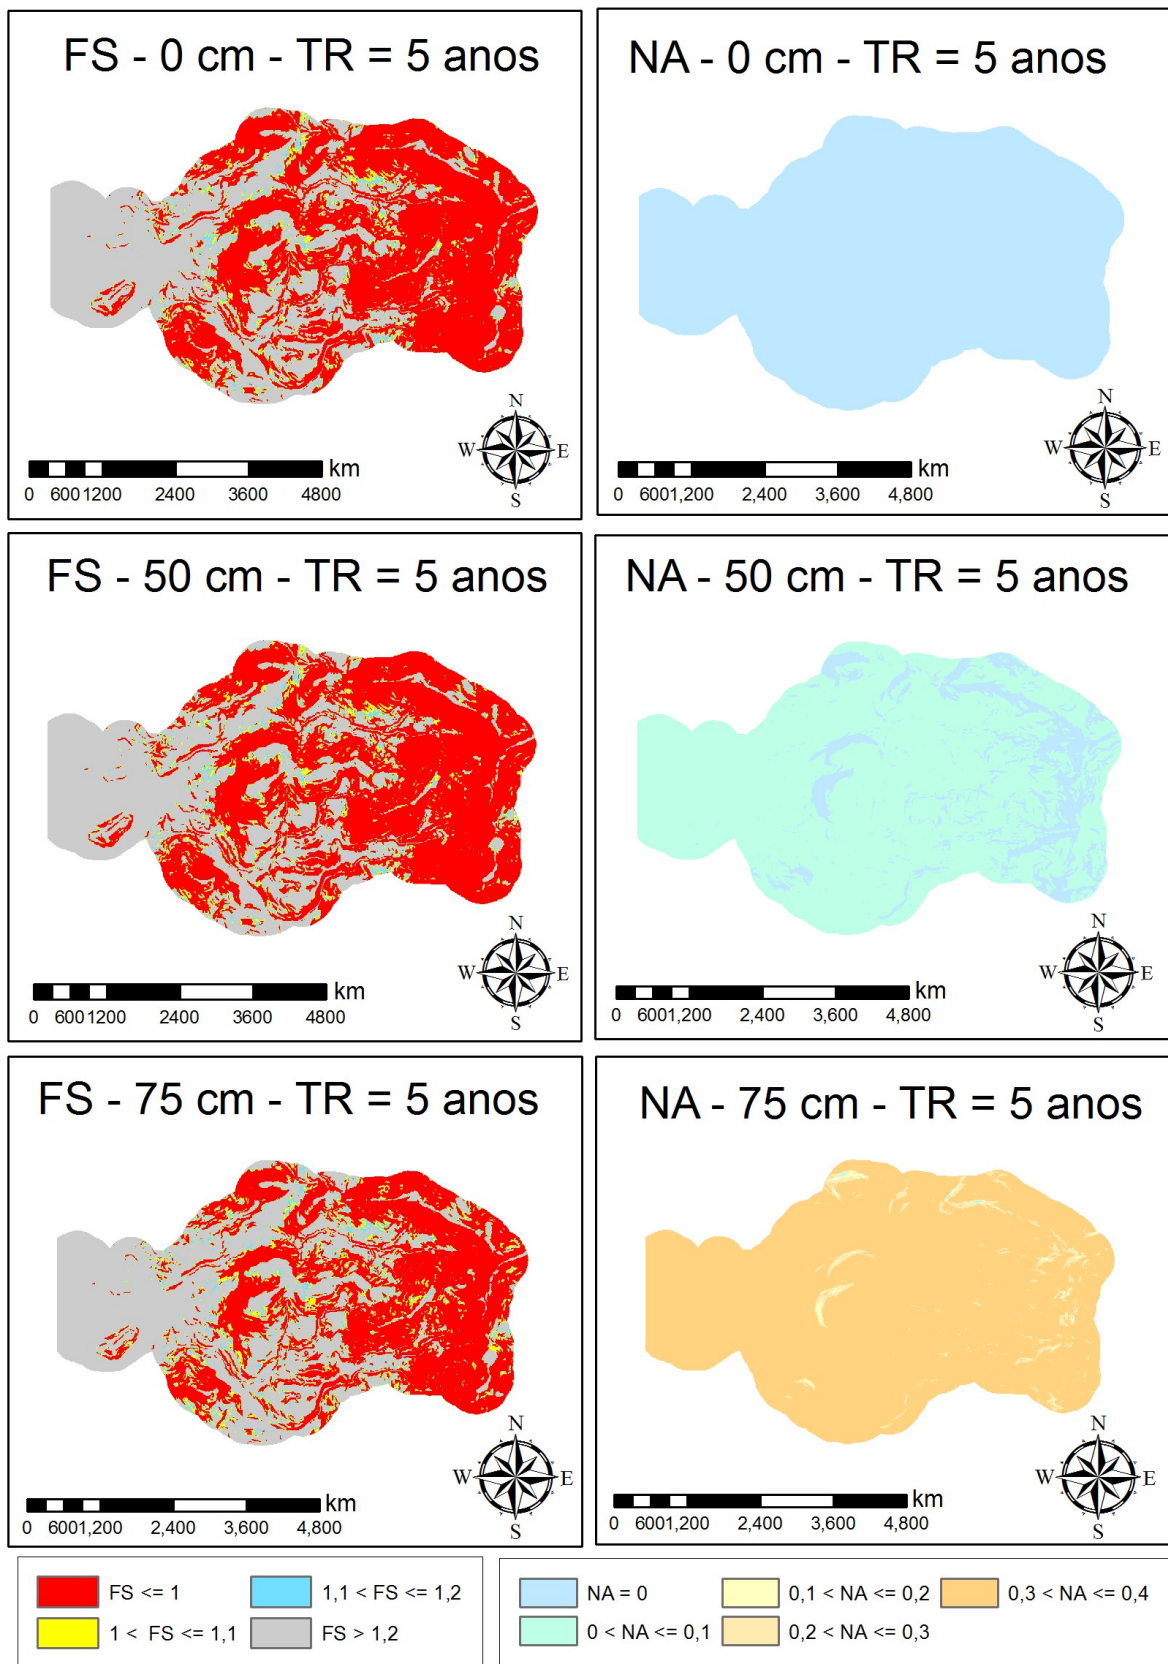 FS - 0 cm - TR = 5 anos
N
W E
S
km
0 600 1200 2400 3600 4800
NA - 0 cm - TR = 5 anos
N
W E
S
km
0 6001,200 2,400 3,600 4,800
FS - 50 cm - TR = 5 anos
N
W E
S
km
0 600 1200 2400 3600 4800
NA - 50 cm - TR = 5 anos
N
W E
S
km
0 6001,200 2,400 3,600 4,800
FS - 75 cm - TR = 5 anos
N
W E
S
km
0 6001,200 2,400 3,600 4,800
NA - 75 cm - TR = 5 anos
N
W E
S
km
0 6001,200 2,400 3,600 4,800
FS <= 1
1,1 < FS <= 1,2
1 < FS <= 1,1
FS > 1,2
NA = 0
0,1 < NA <= 0,2
0,3 < NA <= 0,4
0 < NA <= 0,1
0,2 < NA <= 0,3